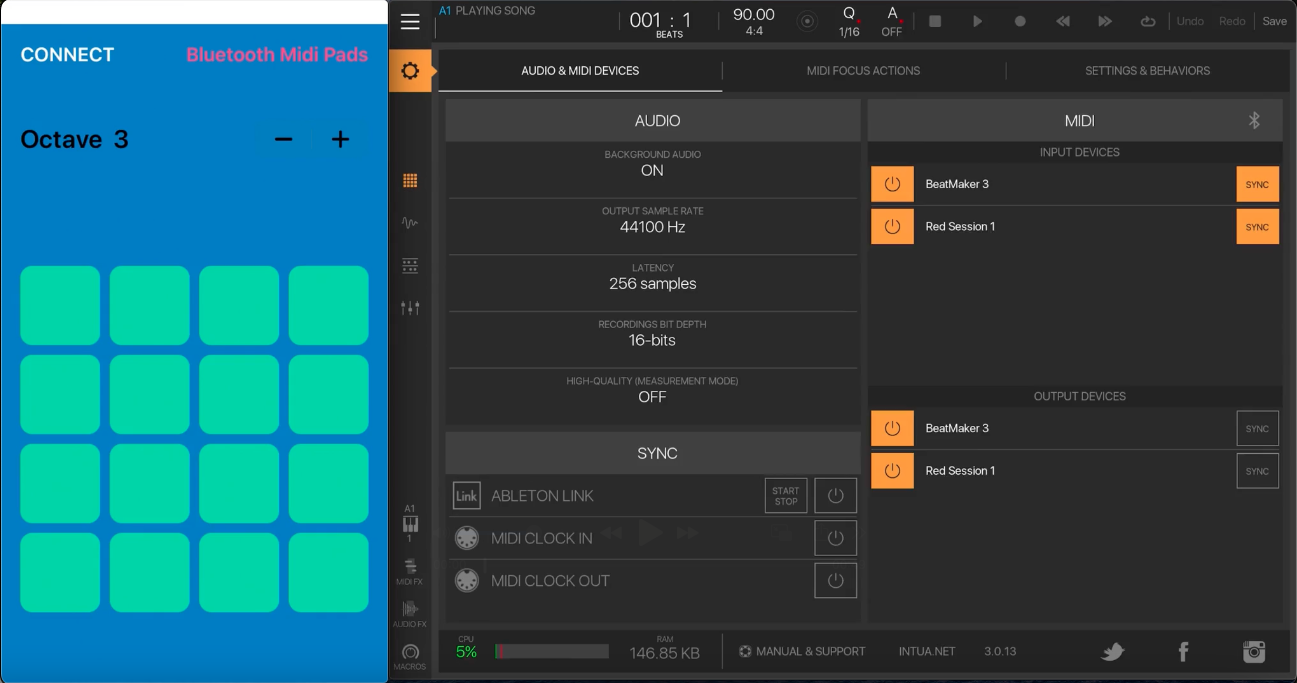 CONNECT
Bluetooth Midi Pads
Octave 3
− +
A1 PLAYING SONG
001 : 1
BEATS
90.00
4:4
Q
1/16
A
OFF
Undo
Redo
Save
AUDIO & MIDI DEVICES
MIDI FOCUS ACTIONS
SETTINGS & BEHAVIORS
AUDIO
BACKGROUND AUDIO
ON
OUTPUT SAMPLE RATE
44100 Hz
LATENCY
256 samples
RECORDINGS BIT DEPTH
16-bits
HIGH-QUALITY (MEASUREMENT MODE)
OFF
SYNC
Link ABLETON LINK
START
STOP
MIDI CLOCK IN
MIDI CLOCK OUT
MIDI
INPUT DEVICES
BeatMaker 3 SYNC
Red Session 1 SYNC
OUTPUT DEVICES
BeatMaker 3 SYNC
Red Session 1 SYNC
A1
1
MIDI FX
AUDIO FX
MACROS
CPU
5%
RAM
146.85 KB
MANUAL & SUPPORT
INTUA.NET
3.0.13